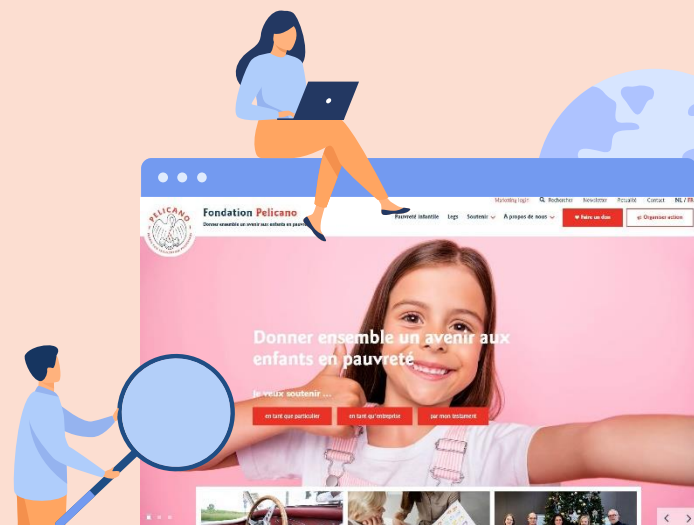 Marketing login Rechercher Newsletter Actualité Contact NL / FR
PELICANO
Fondation Pelicano
Donner ensemble un avenir aux enfants en
Pauvreté infantile Legs Soutenir À propos de nous Faire un don Organiser action
Donner ensemble un avenir aux
enfants en pauvreté
Je veux soutenir ...
en tant que particulier en tant qu'entreprise par mon testament